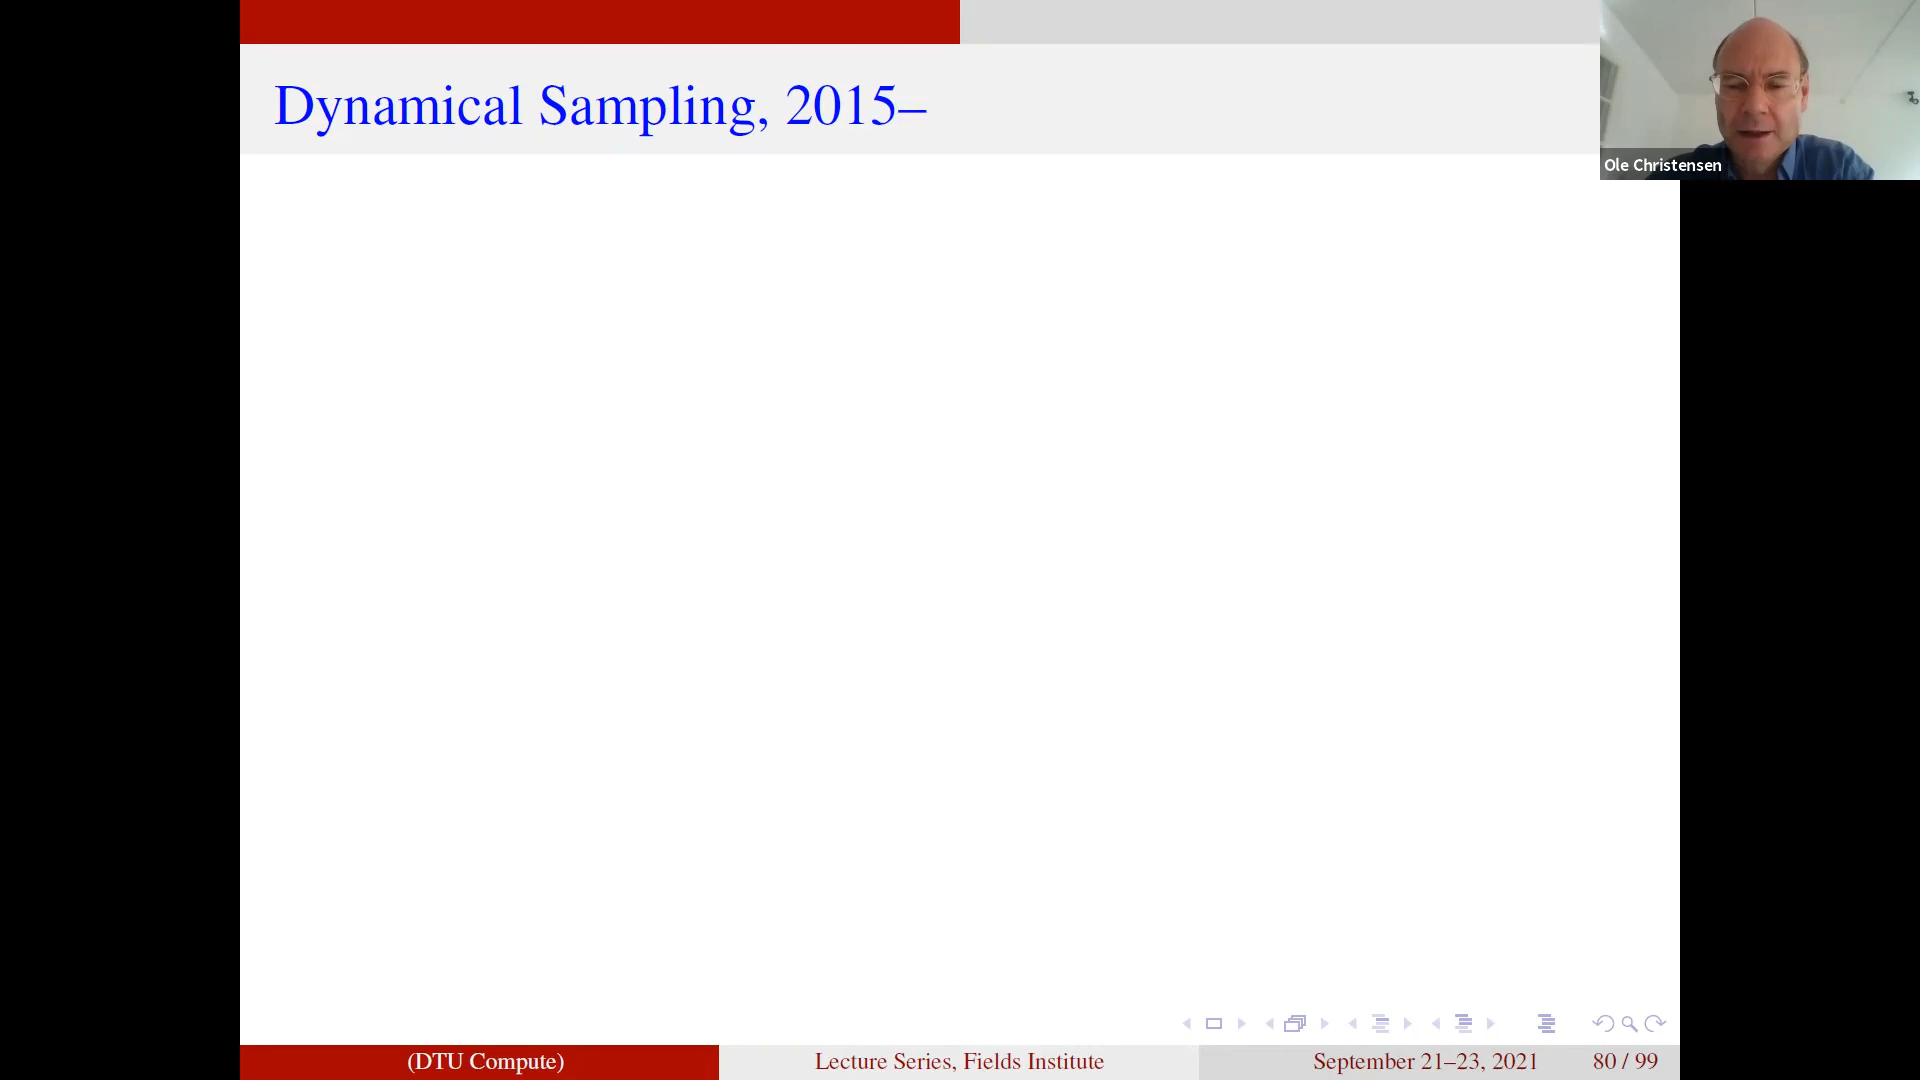 Dynamical Sampling, 2015–
Ole Christensen
(DTU Compute)
Lecture Series, Fields Institute
September 21–23, 2021
80 / 99